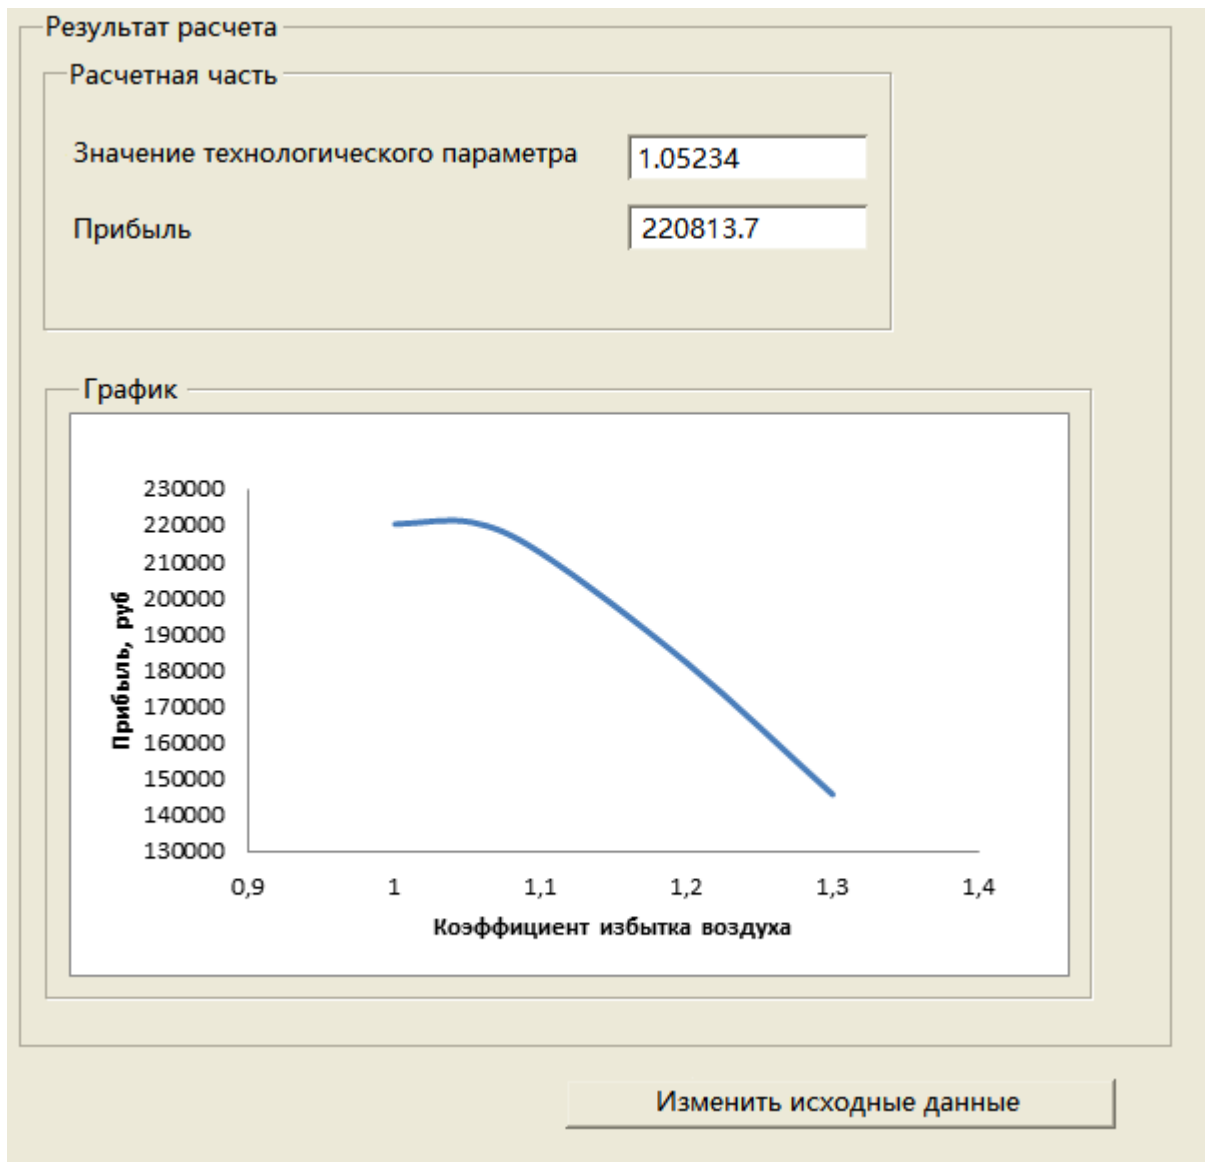 Результат расчета
Расчетная часть
Значение технологического параметра 1.05234
Прибыль 220813.7
График
230000
220000
210000
200000
190000
180000
170000
160000
150000
140000
130000
Прибыль, руб
0,9 1 1,1 1,2 1,3 1,4
Коэффициент избытка воздуха
Изменить исходные данные